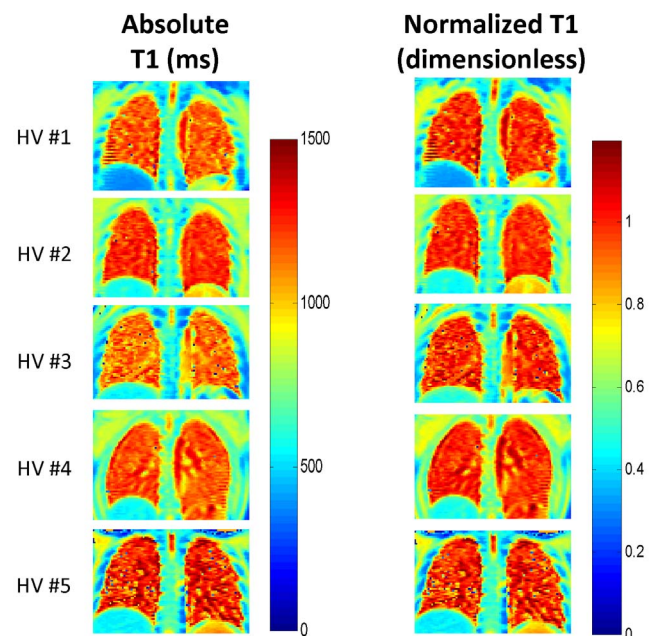 Absolute
T1 (ms)
Normalized T1
(dimensionless)
HV #1
HV #2
HV #3
HV #4
HV #5
1500
1000
500
0
1
0.8
0.6
0.4
0.2
0